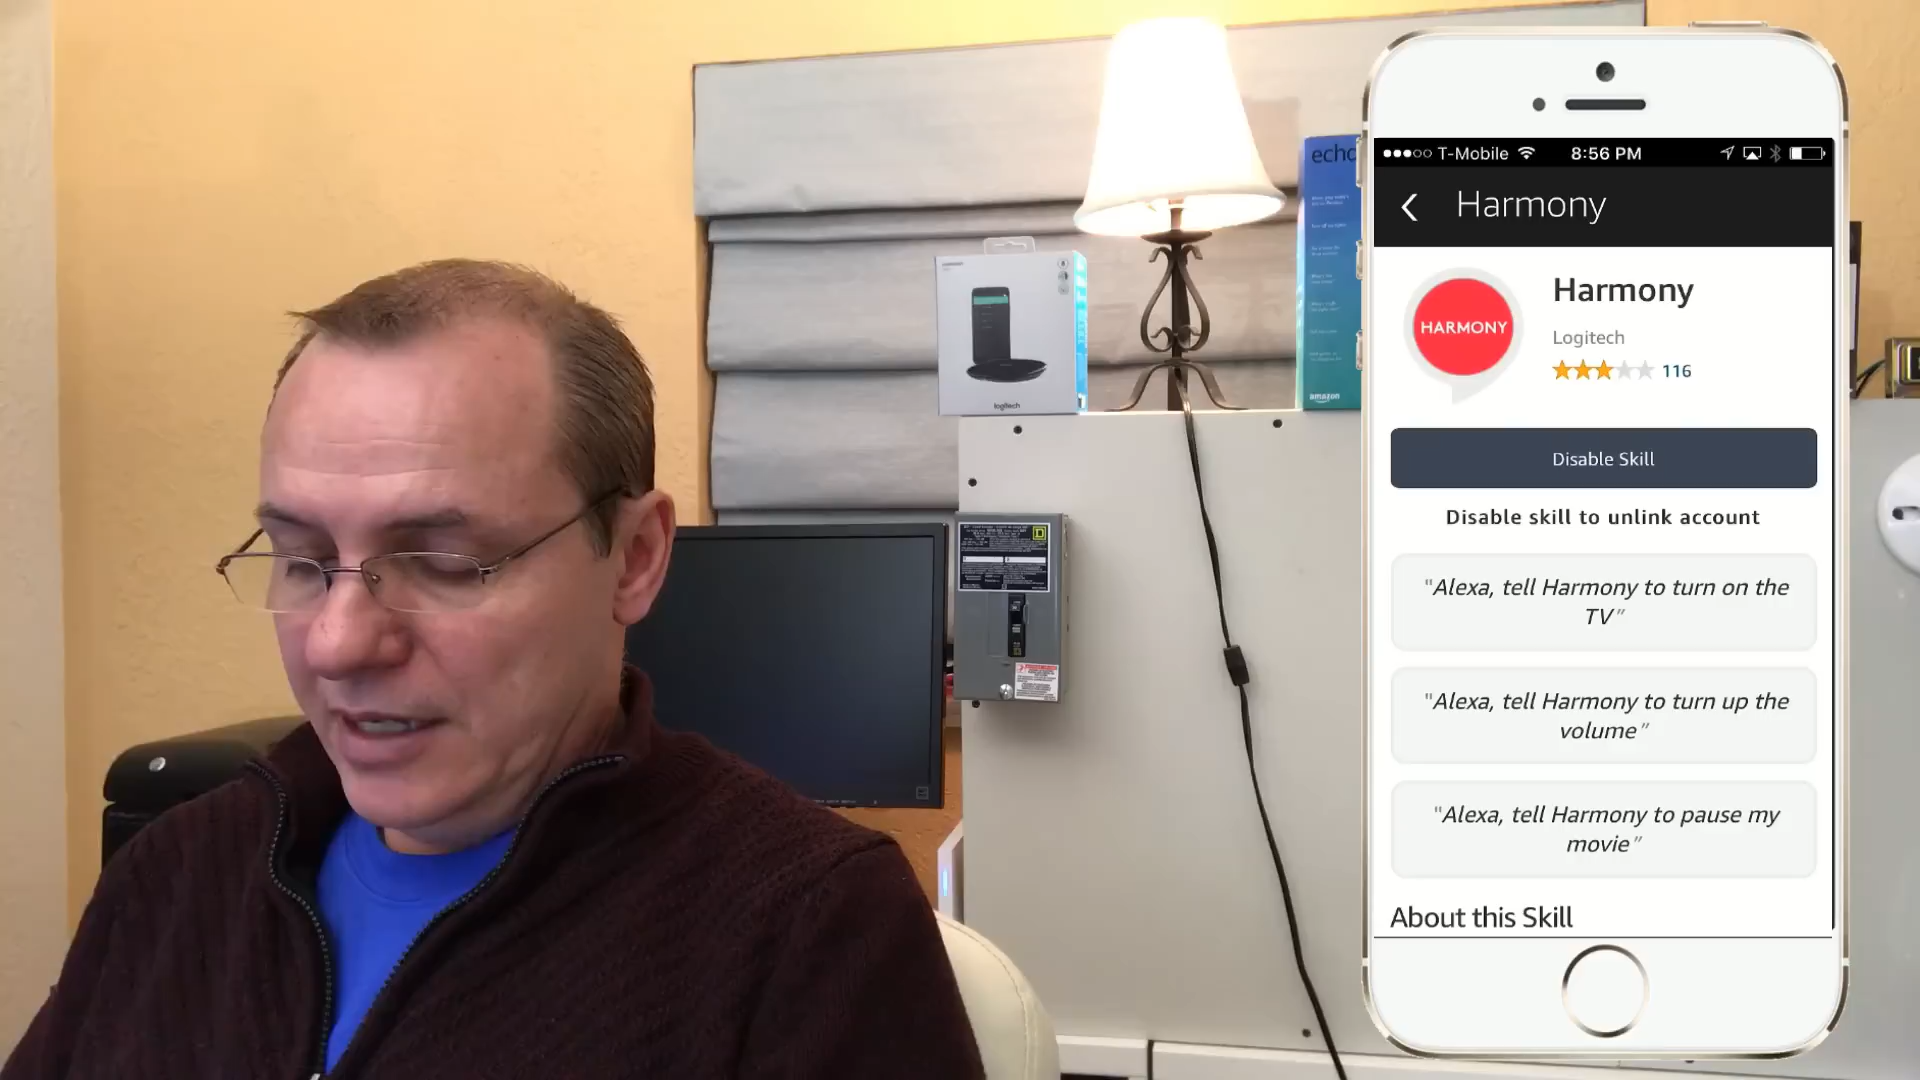 echo
amazon
logitech
T-Mobile 8:56 PM
Harmony
HARMONY
Harmony
Logitech
116
Disable Skill
Disable skill to unlink account
"Alexa, tell Harmony to turn on the
TV"
"Alexa, tell Harmony to turn up the
volume"
"Alexa, tell Harmony to pause my
movie"
About this Skill